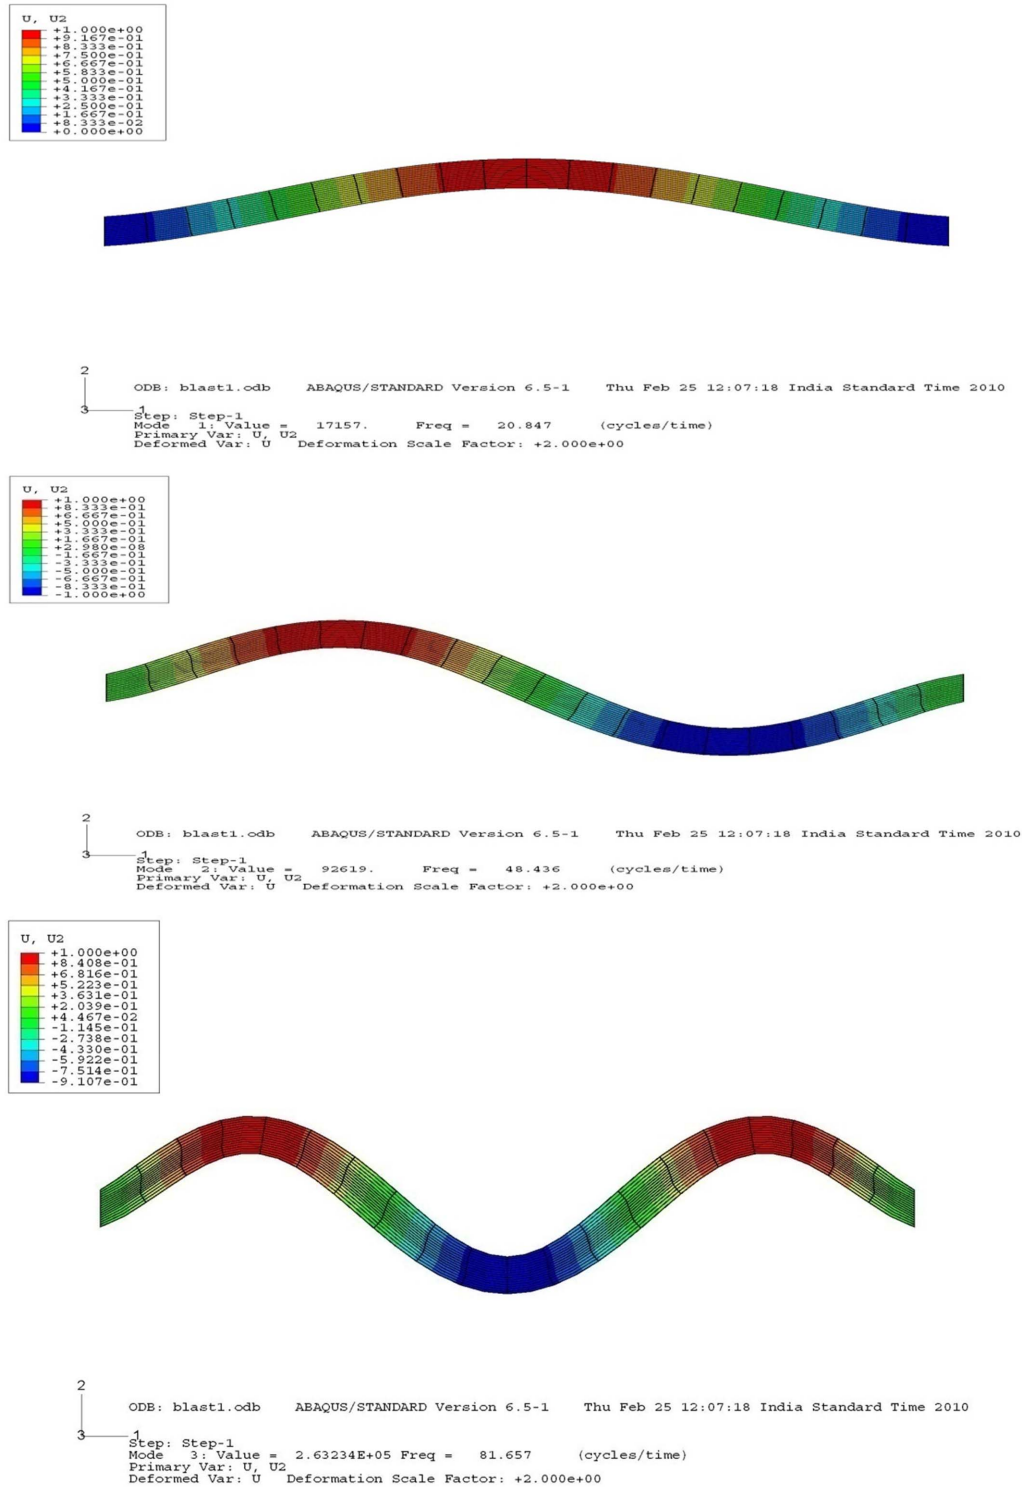 U, U2
+1.000e+00
+9.167e-01
+8.333e-01
+7.500e-01
+6.667e-01
+5.833e-01
+5.000e-01
+4.167e-01
+3.333e-01
+2.500e-01
+1.667e-01
+8.333e-02
+0.000e+00
2
3 1
ODB: blast1.odb ABAQUS/STANDARD Version 6.5-1 Thu Feb 25 12:07:18 India Standard Time 2010
Step: Step-1
Mode 1: Value = 17157. Freq = 20.847 (cycles/time)
Primary Var: U, U2
Deformed Var: U Deformation Scale Factor: +2.000e+00
U, U2
+1.000e+00
+8.333e-01
+6.667e-01
+5.000e-01
+3.333e-01
+1.667e-01
+2.980e-08
-1.667e-01
-3.333e-01
-5.000e-01
-6.667e-01
-8.333e-01
-1.000e+00
2
3 1
ODB: blast1.odb ABAQUS/STANDARD Version 6.5-1 Thu Feb 25 12:07:18 India Standard Time 2010
Step: Step-1
Mode 2: Value = 92619. Freq = 48.436 (cycles/time)
Primary Var: U, U2
Deformed Var: U Deformation Scale Factor: +2.000e+00
U, U2
+1.000e+00
+8.408e-01
+6.816e-01
+5.223e-01
+3.631e-01
+2.039e-01
+4.467e-02
-1.145e-01
-2.738e-01
-4.330e-01
-5.922e-01
-7.514e-01
-9.107e-01
2
3 1
ODB: blast1.odb ABAQUS/STANDARD Version 6.5-1 Thu Feb 25 12:07:18 India Standard Time 2010
Step: Step-1
Mode 3: Value = 2.63234E+05 Freq = 81.657 (cycles/time)
Primary Var: U, U2
Deformed Var: U Deformation Scale Factor: +2.000e+00